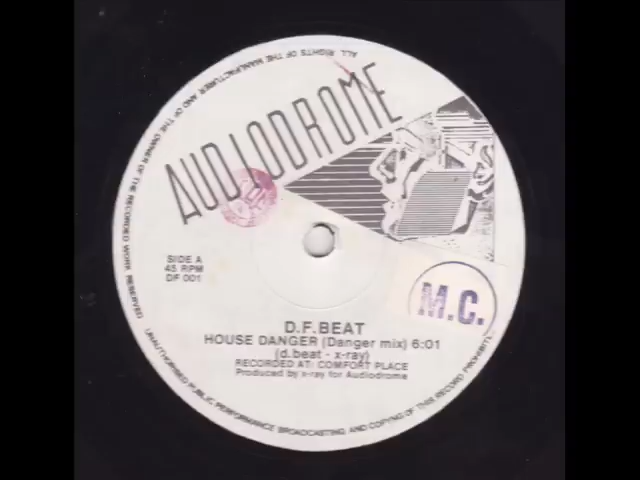 AUDIODROME
SIDE A
45 RPM
DF 001
M.C.
D.F.BEAT
HOUSE DANGER (Danger mix) 6:01
(d.beat - x-ray)
RECORDED AT: COMFORT PLACE
Produced by x-ray for Audiodrome
ALL RIGHTS OF THE MANUFACTURER AND OF THE OWNER OF THE RECORDED WORK RESERVED. UNAUTHORISED PUBLIC PERFORMANCE BROADCASTING AND COPYING OF THIS RECORD PROHIBITED